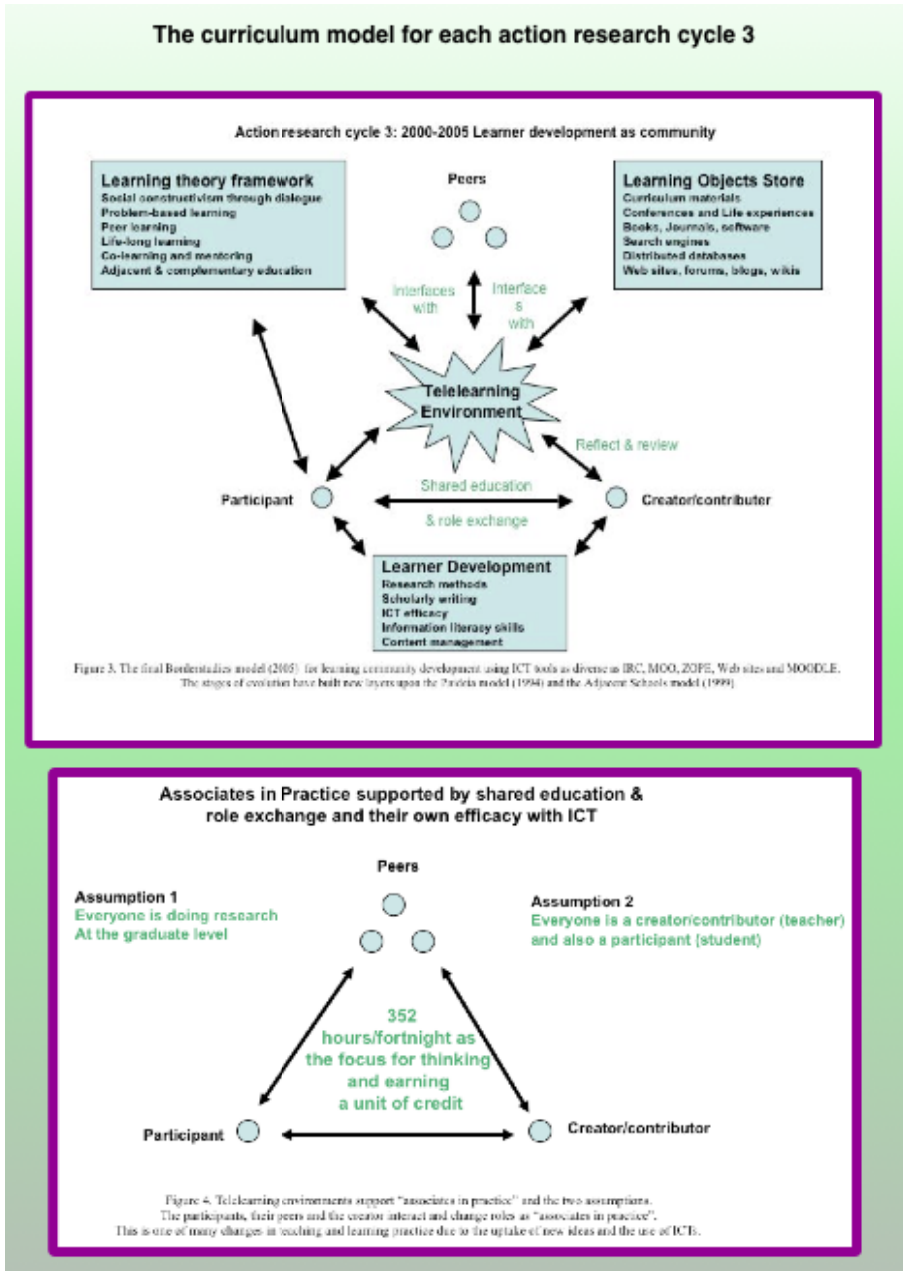 The curriculum model for each action research cycle 3
Action research cycle 3: 2000-2005 Learner development as community
Learning theory framework
Social constructivism through dialogue
Problem-based learning
Peer learning
Life-long learning
Co-learning and mentoring
Adjacent & complementary education
Peers
Learning Objects Store
Curriculum materials
Conferences and Life experiences
Books, Journals, software
Search engines
Distributed databases
Web sites, forums, blogs, wikis
Interfaces
with
Interface
s
with
Telelearning
Environment
Reflect & review
Participant
Shared education
& role exchange
Creator/contributor
Learner Development
Research methods
Scholarly writing
ICT efficacy
Information literacy skills
Content management
Figure 3. The final Borderstudies model (2005) for learning community development using ICT tools as diverse as IRC, MOO, ZOPE, Web sites and MOODLE.
The stages of evolution have built new layers upon the Paideia model (1994) and the Adjacent Schools model (1999)
Associates in Practice supported by shared education &
role exchange and their own efficacy with ICT
Peers
Assumption 1
Everyone is doing research
At the graduate level
Assumption 2
Everyone is a creator/contributor (teacher)
and also a participant (student)
352
hours/fortnight as
the focus for thinking
and earning
a unit of credit
Participant
Creator/contributor
Figure 4. Telelearning environments support "associates in practice" and the two assumptions.
The participants, their peers and the creator interact and change roles as "associates in practice".
This is one of many changes in teaching and learning practice due to the uptake of new ideas and the use of ICTs.